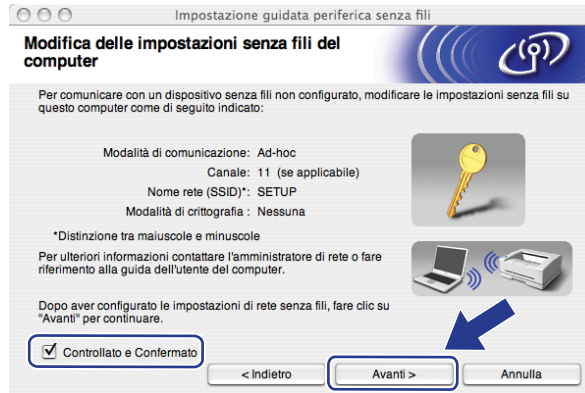 Impostazione guidata periferica senza fili
Modifica delle impostazioni senza fili del
computer
Per comunicare con un dispositivo senza fili non configurato, modificare le impostazioni senza fili su
questo computer come di seguito indicato:
Modalità di comunicazione: Ad-hoc
Canale: 11 (se applicabile)
Nome rete (SSID)*: SETUP
Modalità di crittografia : Nessuna
*Distinzione tra maiuscole e minuscole
Per ulteriori informazioni contattare l'amministratore di rete o fare
riferimento alla guida dell'utente del computer.
Dopo aver configurato le impostazioni di rete senza fili, fare clic su
"Avanti" per continuare.
Controllato e Confermato
< Indietro Avanti > Annulla